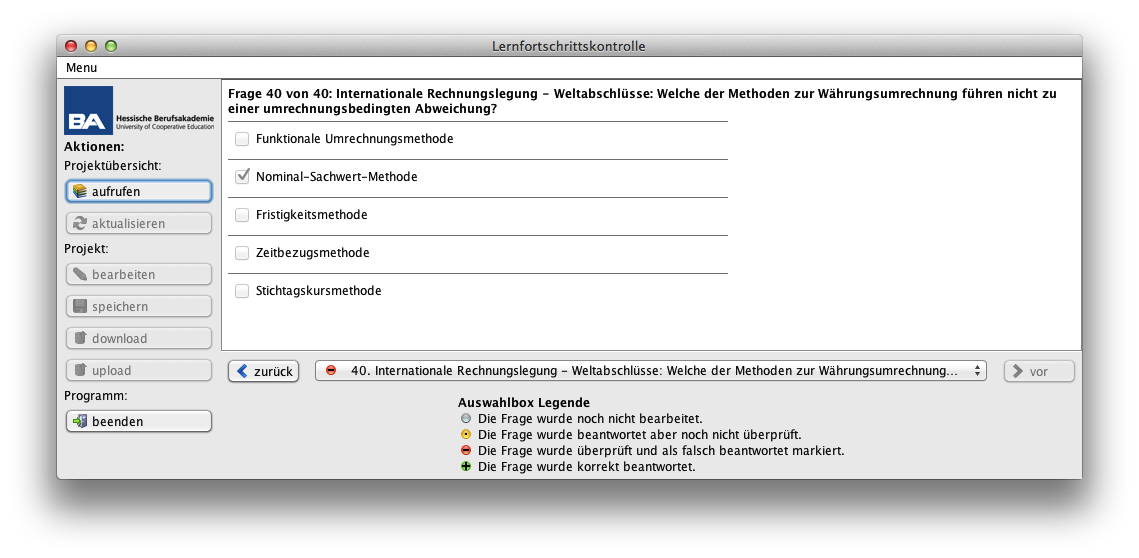 Lernfortschrittskontrolle
Menu
BA Hessische Berufsakademie
University of Cooperative Education
Aktionen:
Projektübersicht:
aufrufen
aktualisieren
Projekt:
bearbeiten
speichern
download
upload
Programm:
beenden
Frage 40 von 40: Internationale Rechnungslegung - Weltabschlüsse: Welche der Methoden zur Währungsumrechnung führen nicht zu
einer umrechnungsbedingten Abweichung?
Funktionale Umrechnungsmethode
Nominal-Sachwert-Methode
Fristigkeitsmethode
Zeitbezugsmethode
Stichtagskursmethode
zurück
40. Internationale Rechnungslegung - Weltabschlüsse: Welche der Methoden zur Währungsumrechnung...
vor
Auswahlbox Legende
Die Frage wurde noch nicht bearbeitet.
Die Frage wurde beantwortet aber noch nicht überprüft.
Die Frage wurde überprüft und als falsch beantwortet markiert.
Die Frage wurde korrekt beantwortet.